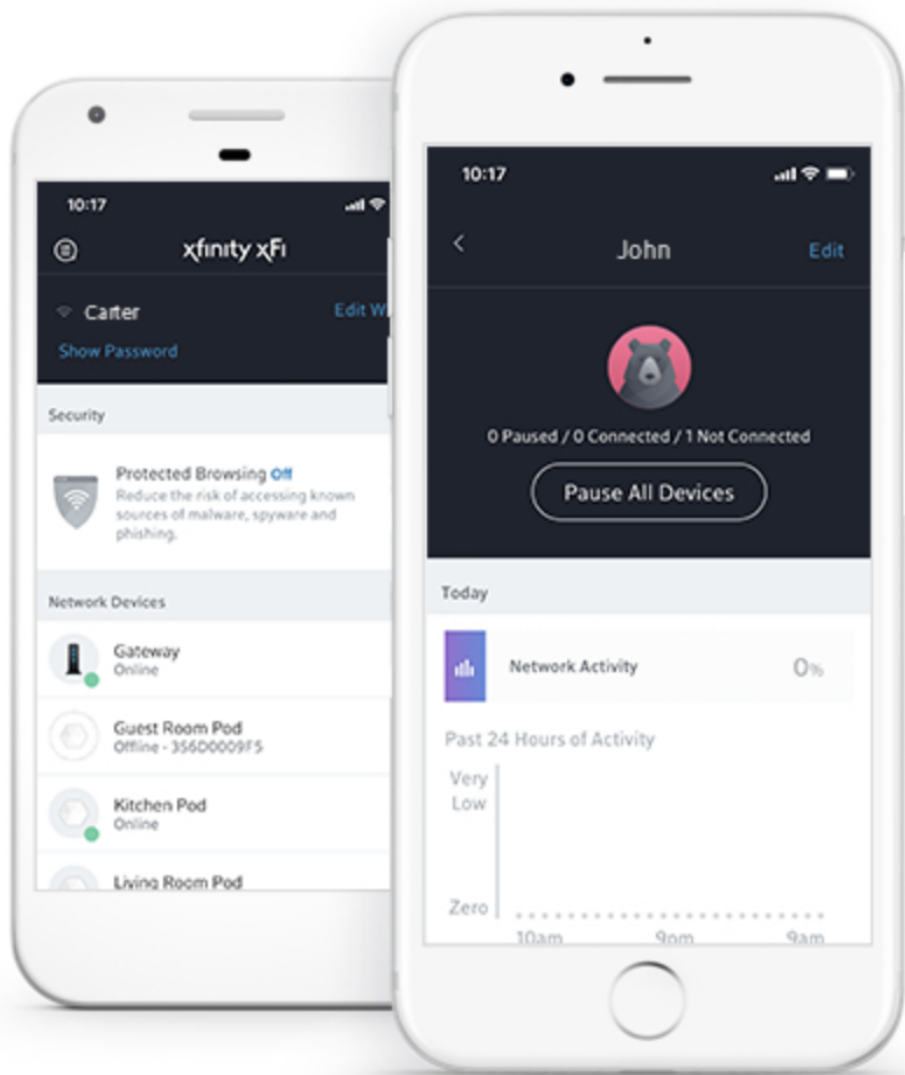 10:17
xfinity xFi
Carter
Edit W
Show Password
Security
Protected Browsing Off
Reduce the risk of accessing known
sources of malware, spyware and
phishing.
Network Devices
Gateway
Online
Guest Room Pod
Offline - 356D0009F5
Kitchen Pod
Online
Living Room Pod
10:17
John
Edit
0 Paused / 0 Connected / 1 Not Connected
Pause All Devices
Today
Network Activity
0%
Past 24 Hours of Activity
Very
Low
Zero
10am
9pm
9am